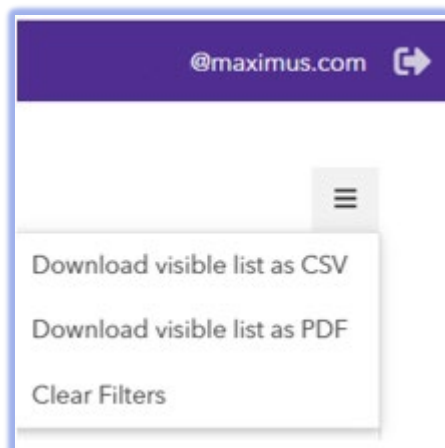 @maximus.com
Download visible list as CSV
Download visible list as PDF
Clear Filters